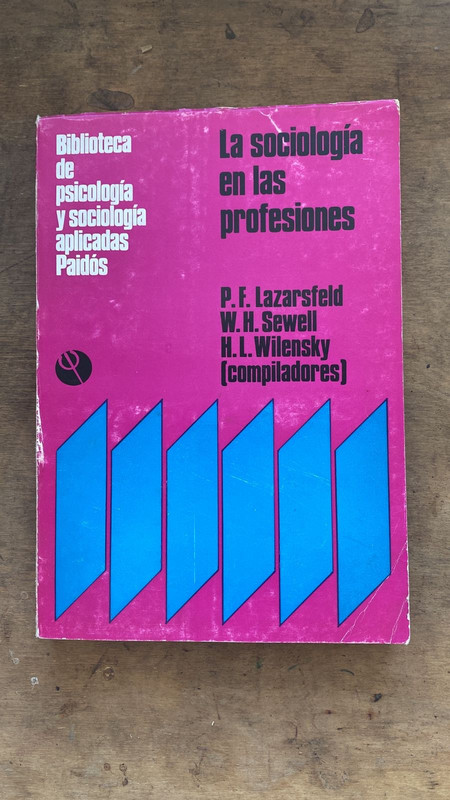 Biblioteca
de
psicología
y sociología
aplicadas
Paidós
La sociología
en las
profesiones
P. F. Lazarsfeld
W. H. Sewell
H. L. Wilensky
(compiladores)